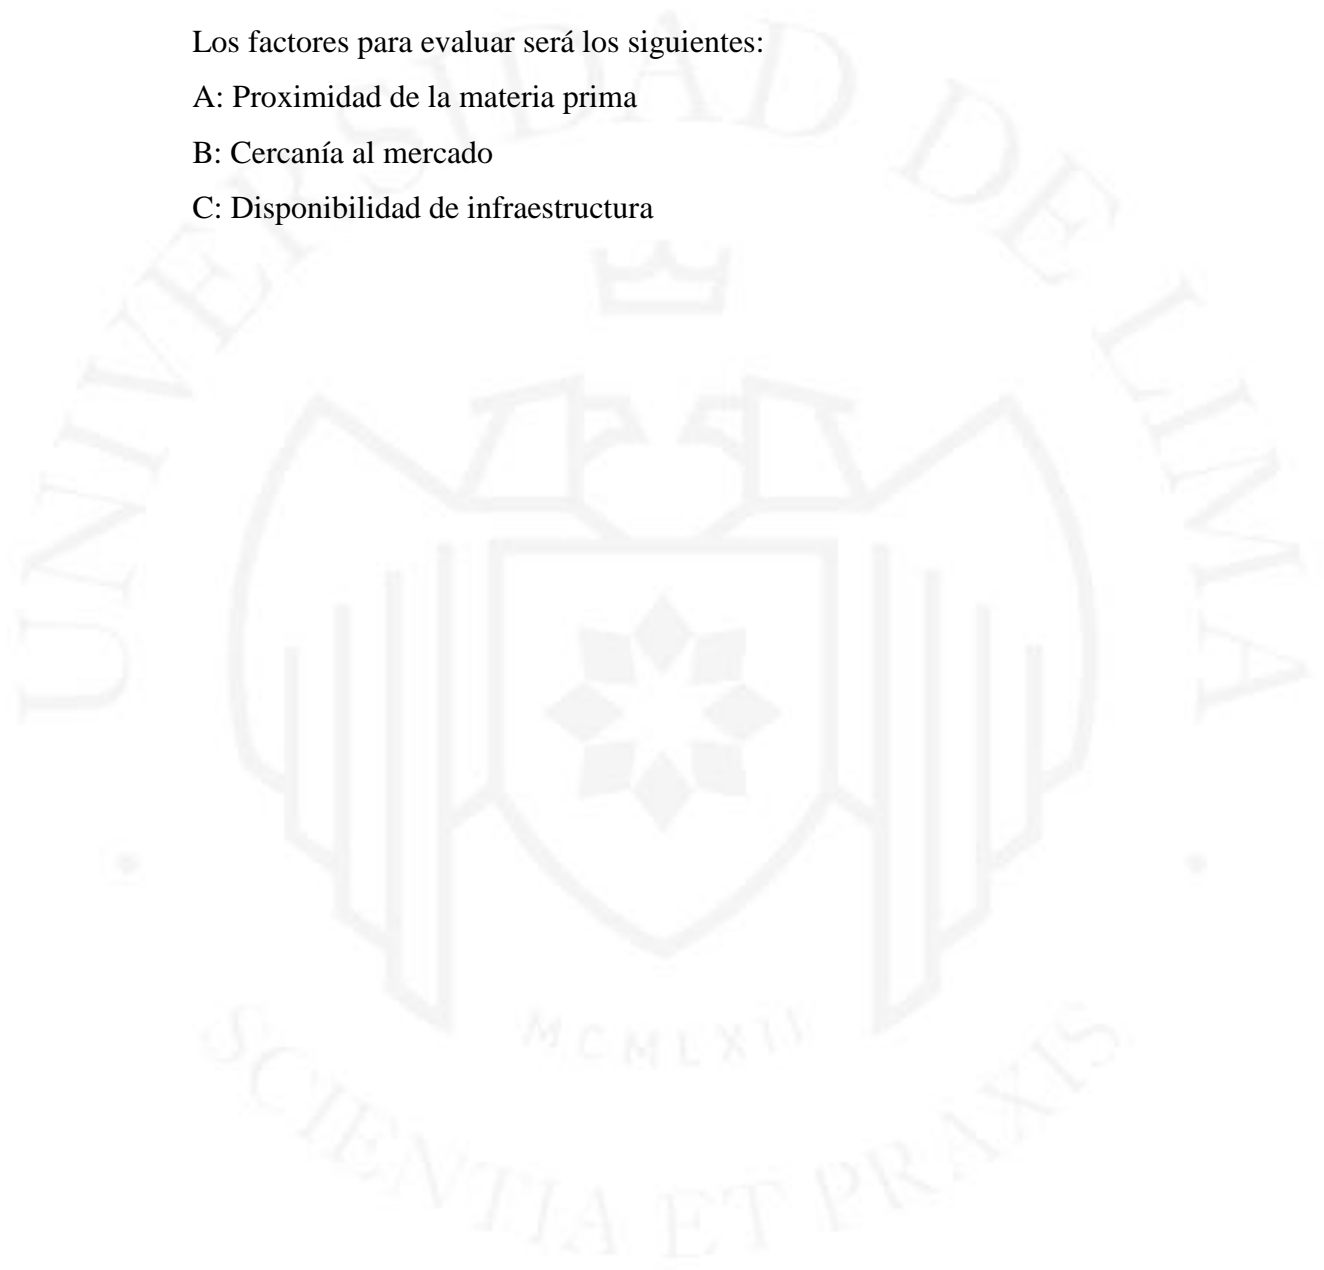 Los factores para evaluar será los siguientes:
A: Proximidad de la materia prima
B: Cercanía al mercado
C: Disponibilidad de infraestructura
UNIVERSIDAD DE LIMA
MCMLXII
SCIENTIA ET PRAXIS